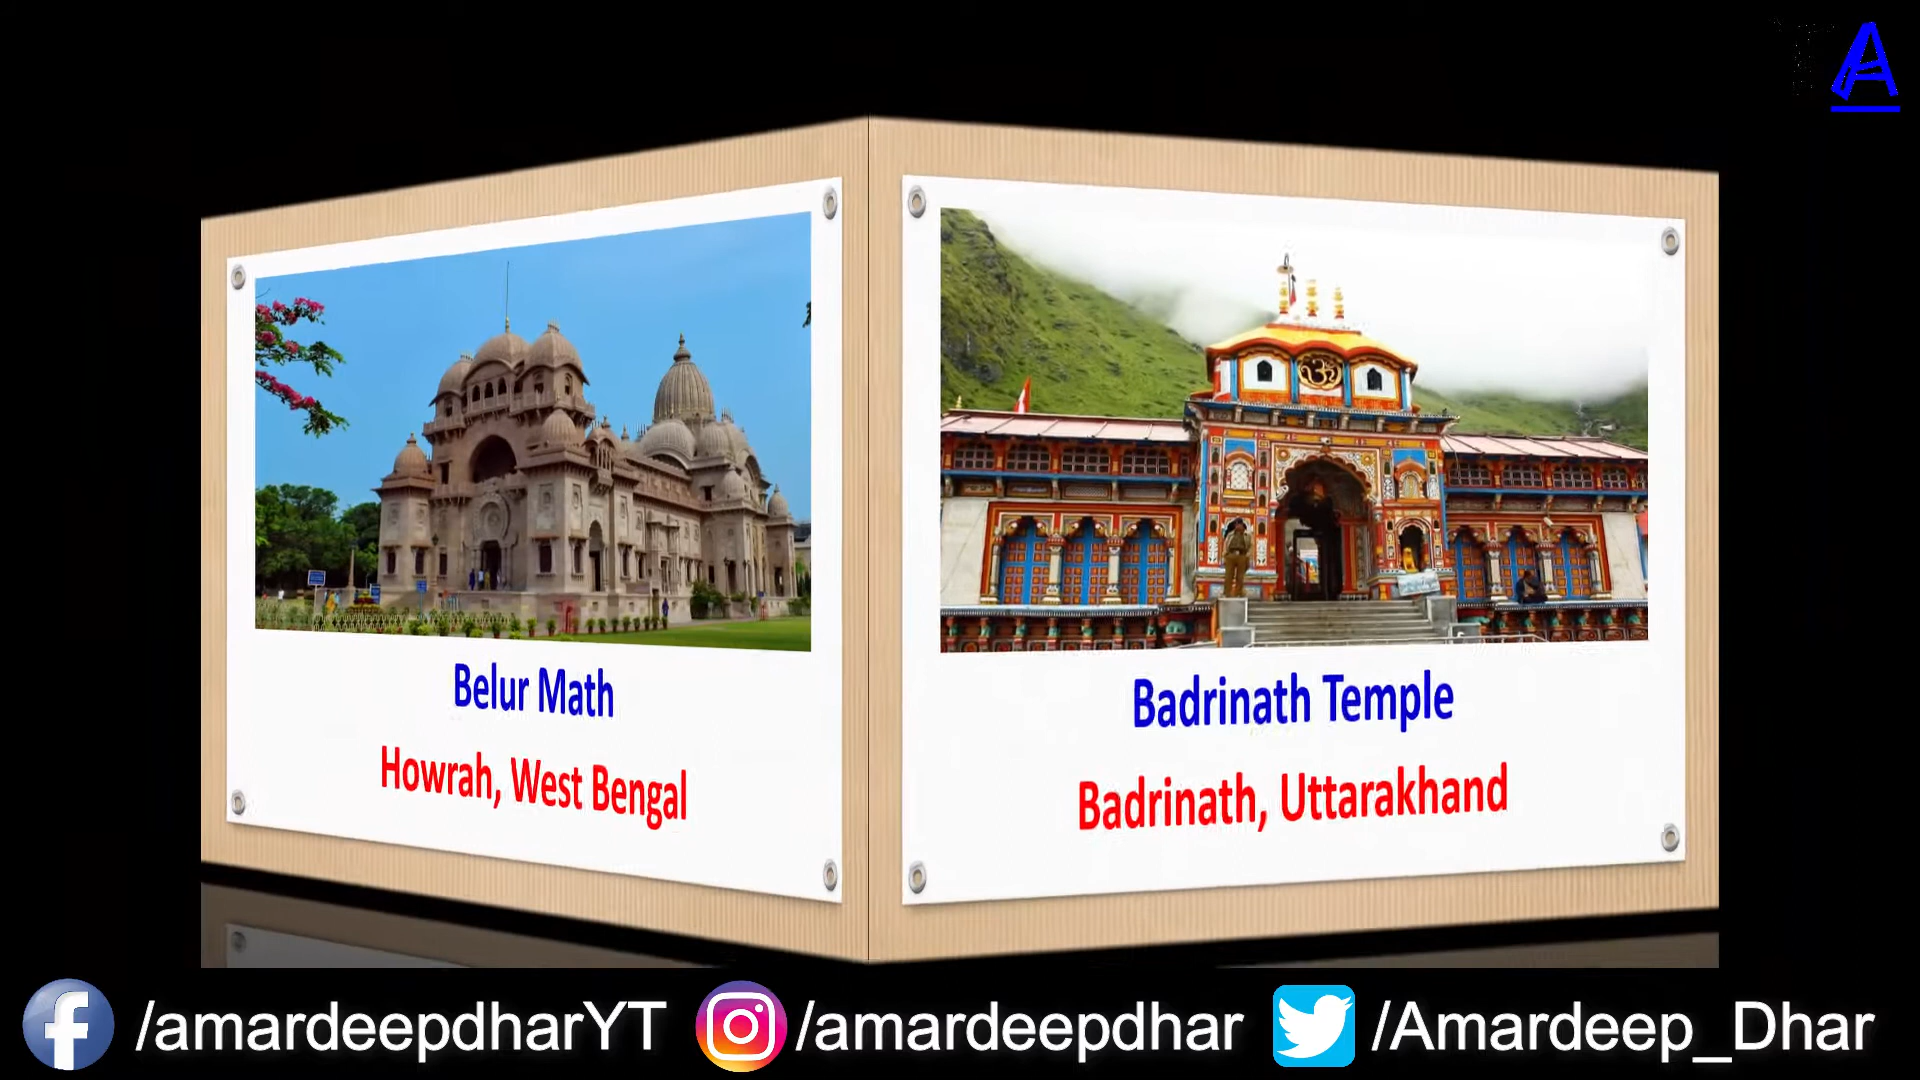 A
Belur Math
Howrah, West Bengal
Badrinath Temple
Badrinath, Uttarakhand
/amardeepdharYT
/amardeepdhar
/Amardeep_Dhar